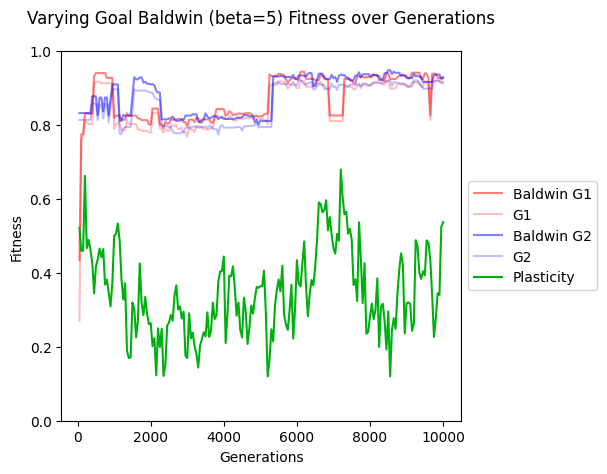 Varying Goal Baldwin (beta=5) Fitness over Generations
1.0
0.8
0.6
0.4
0.2
0.0
Fitness
0
2000
4000
6000
8000
10000
Generations
Baldwin G1
G1
Baldwin G2
G2
Plasticity